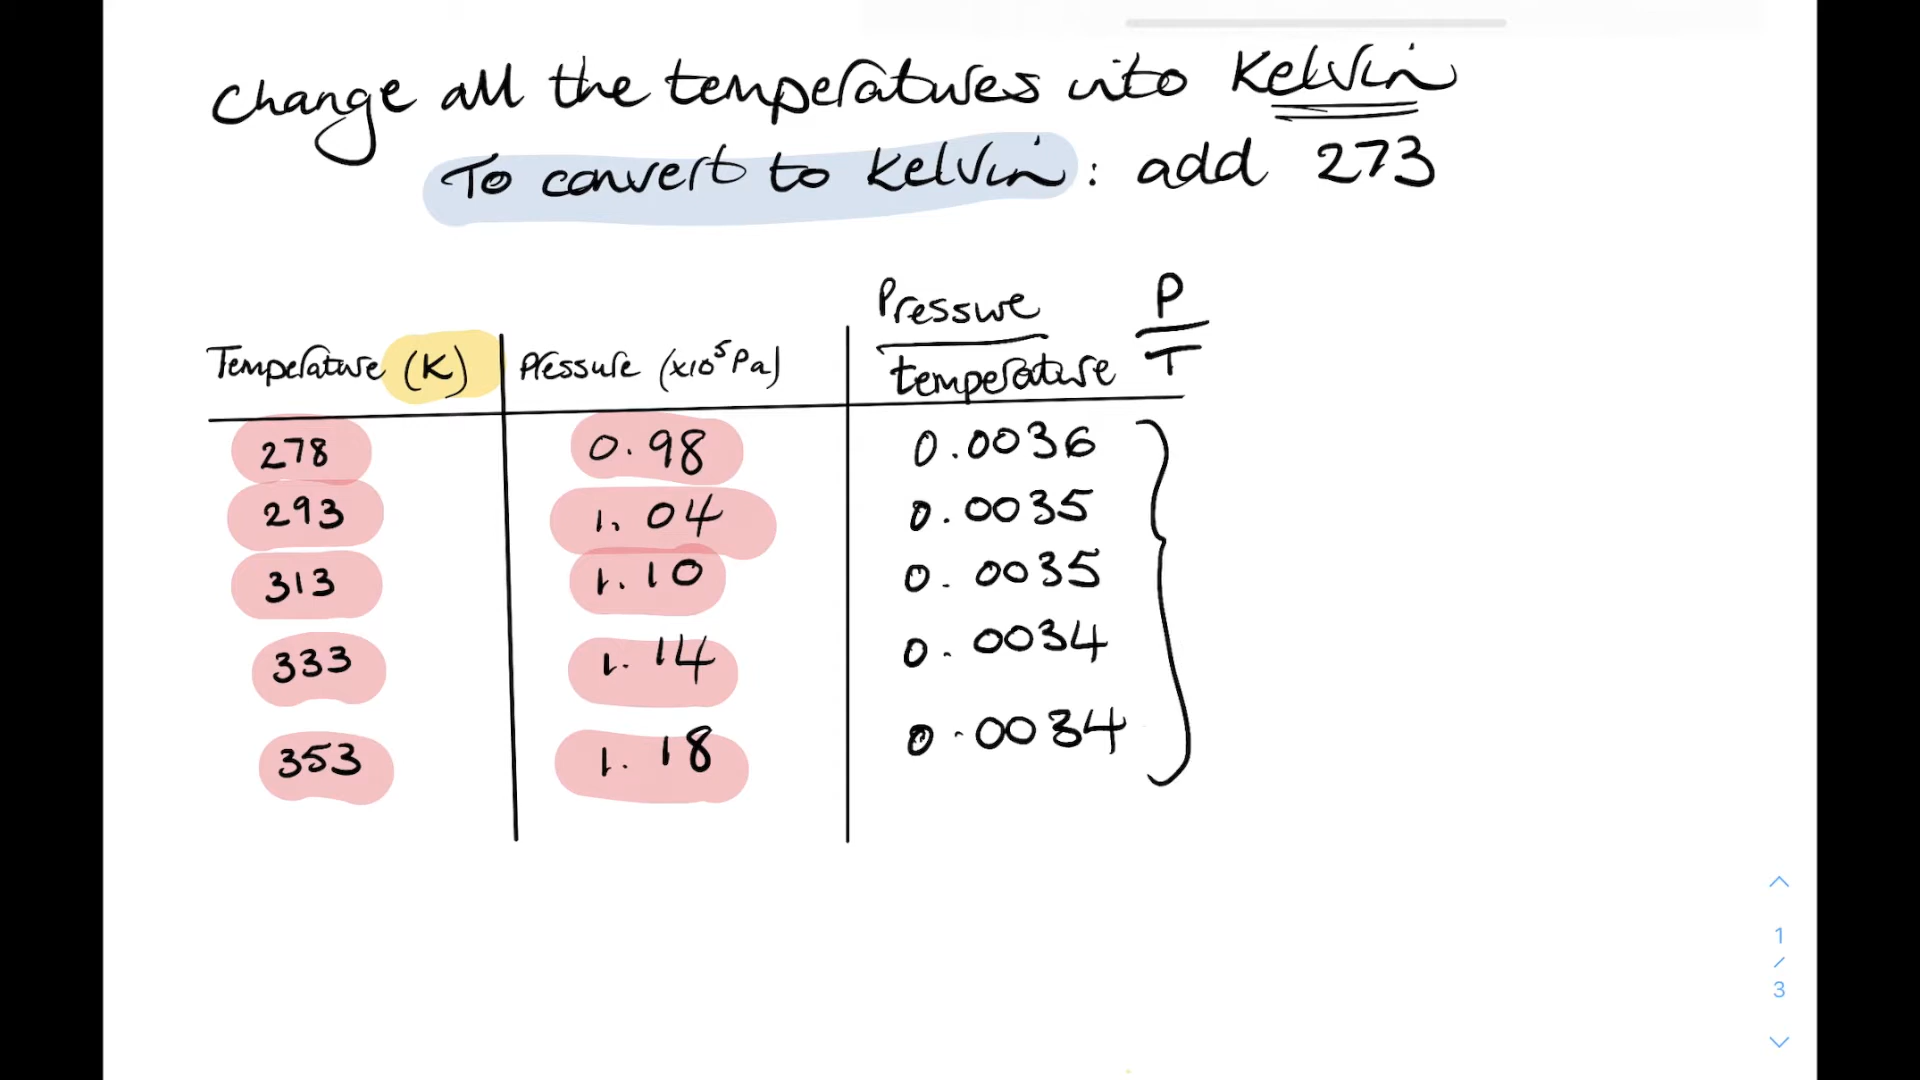 Change all the temperatures into Kelvin
To convert to Kelvin: add 273
Pressure P
Temperature (K) Pressure (x10⁵ Pa) temperature T
278 0.98 0.0036
293 1.04 0.0035
313 1.10 0.0035
333 1.14 0.0034
353 1.18 0.0034
1
/
3